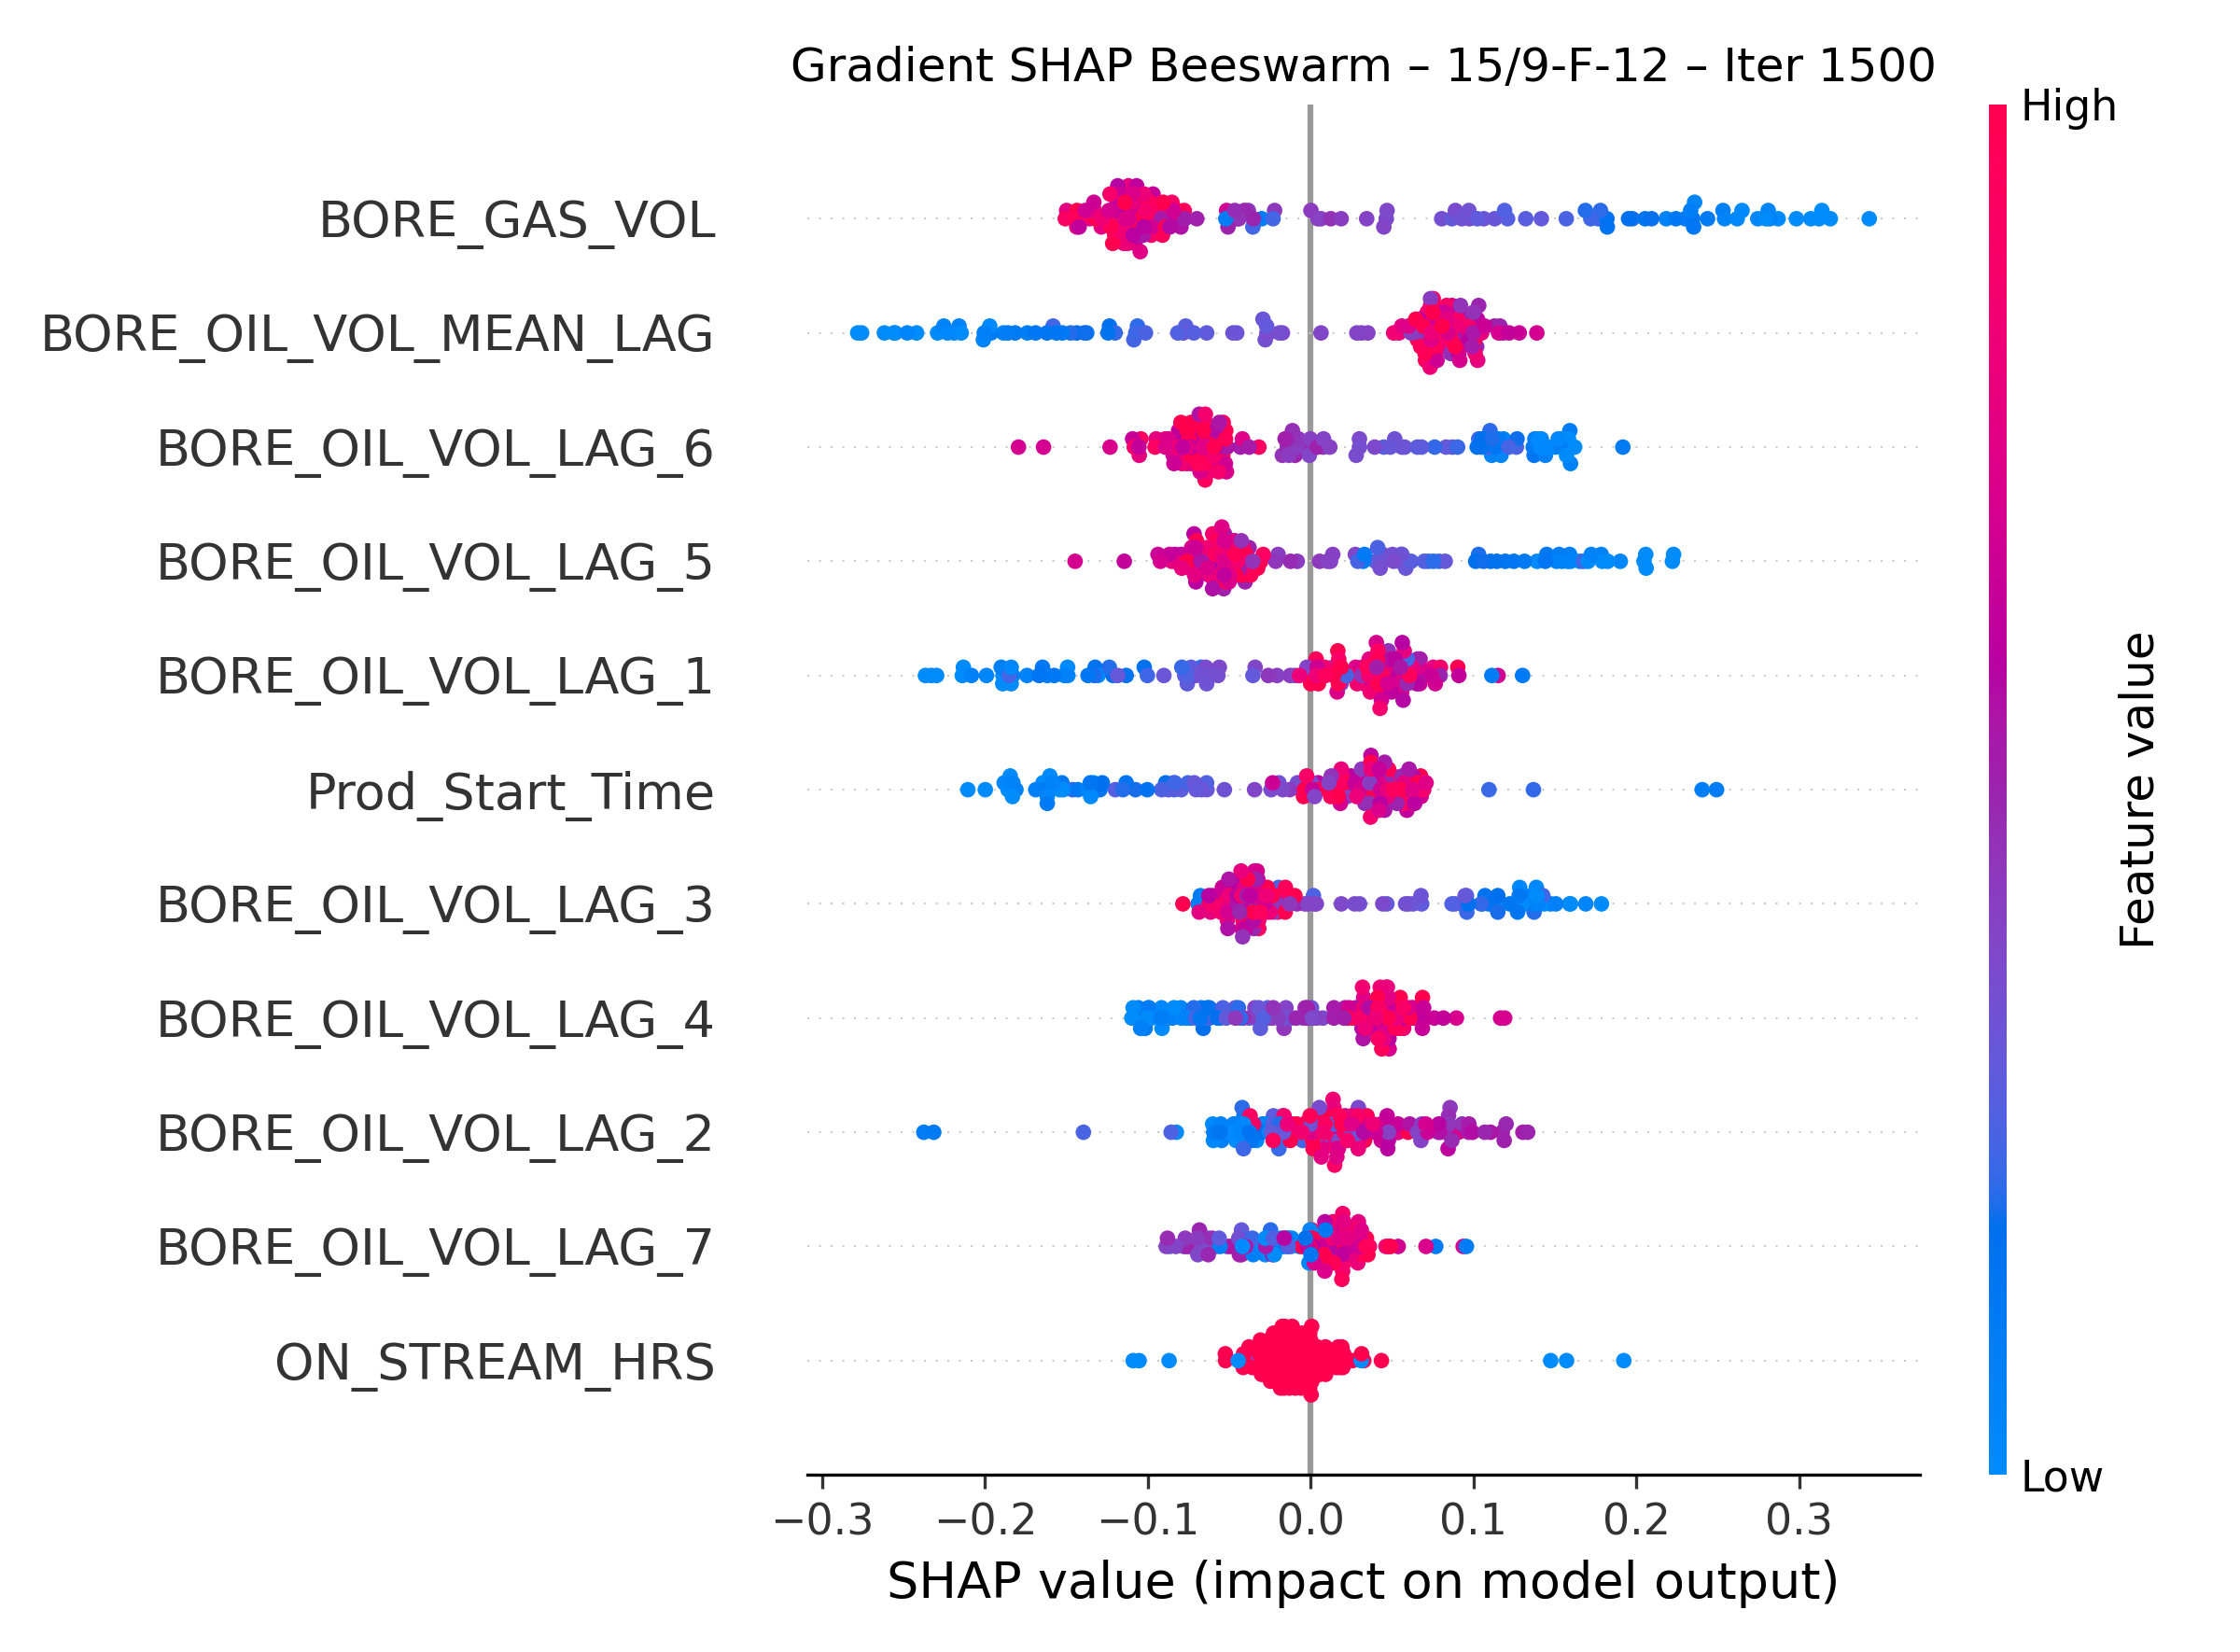 Gradient SHAP Beeswarm – 15/9-F-12 – Iter 1500
High
BORE_GAS_VOL
BORE_OIL_VOL_MEAN_LAG
BORE_OIL_VOL_LAG_6
BORE_OIL_VOL_LAG_5
BORE_OIL_VOL_LAG_1
Prod_Start_Time
BORE_OIL_VOL_LAG_3
BORE_OIL_VOL_LAG_4
BORE_OIL_VOL_LAG_2
BORE_OIL_VOL_LAG_7
ON_STREAM_HRS
Feature value
Low
−0.3 −0.2 −0.1 0.0 0.1 0.2 0.3
SHAP value (impact on model output)